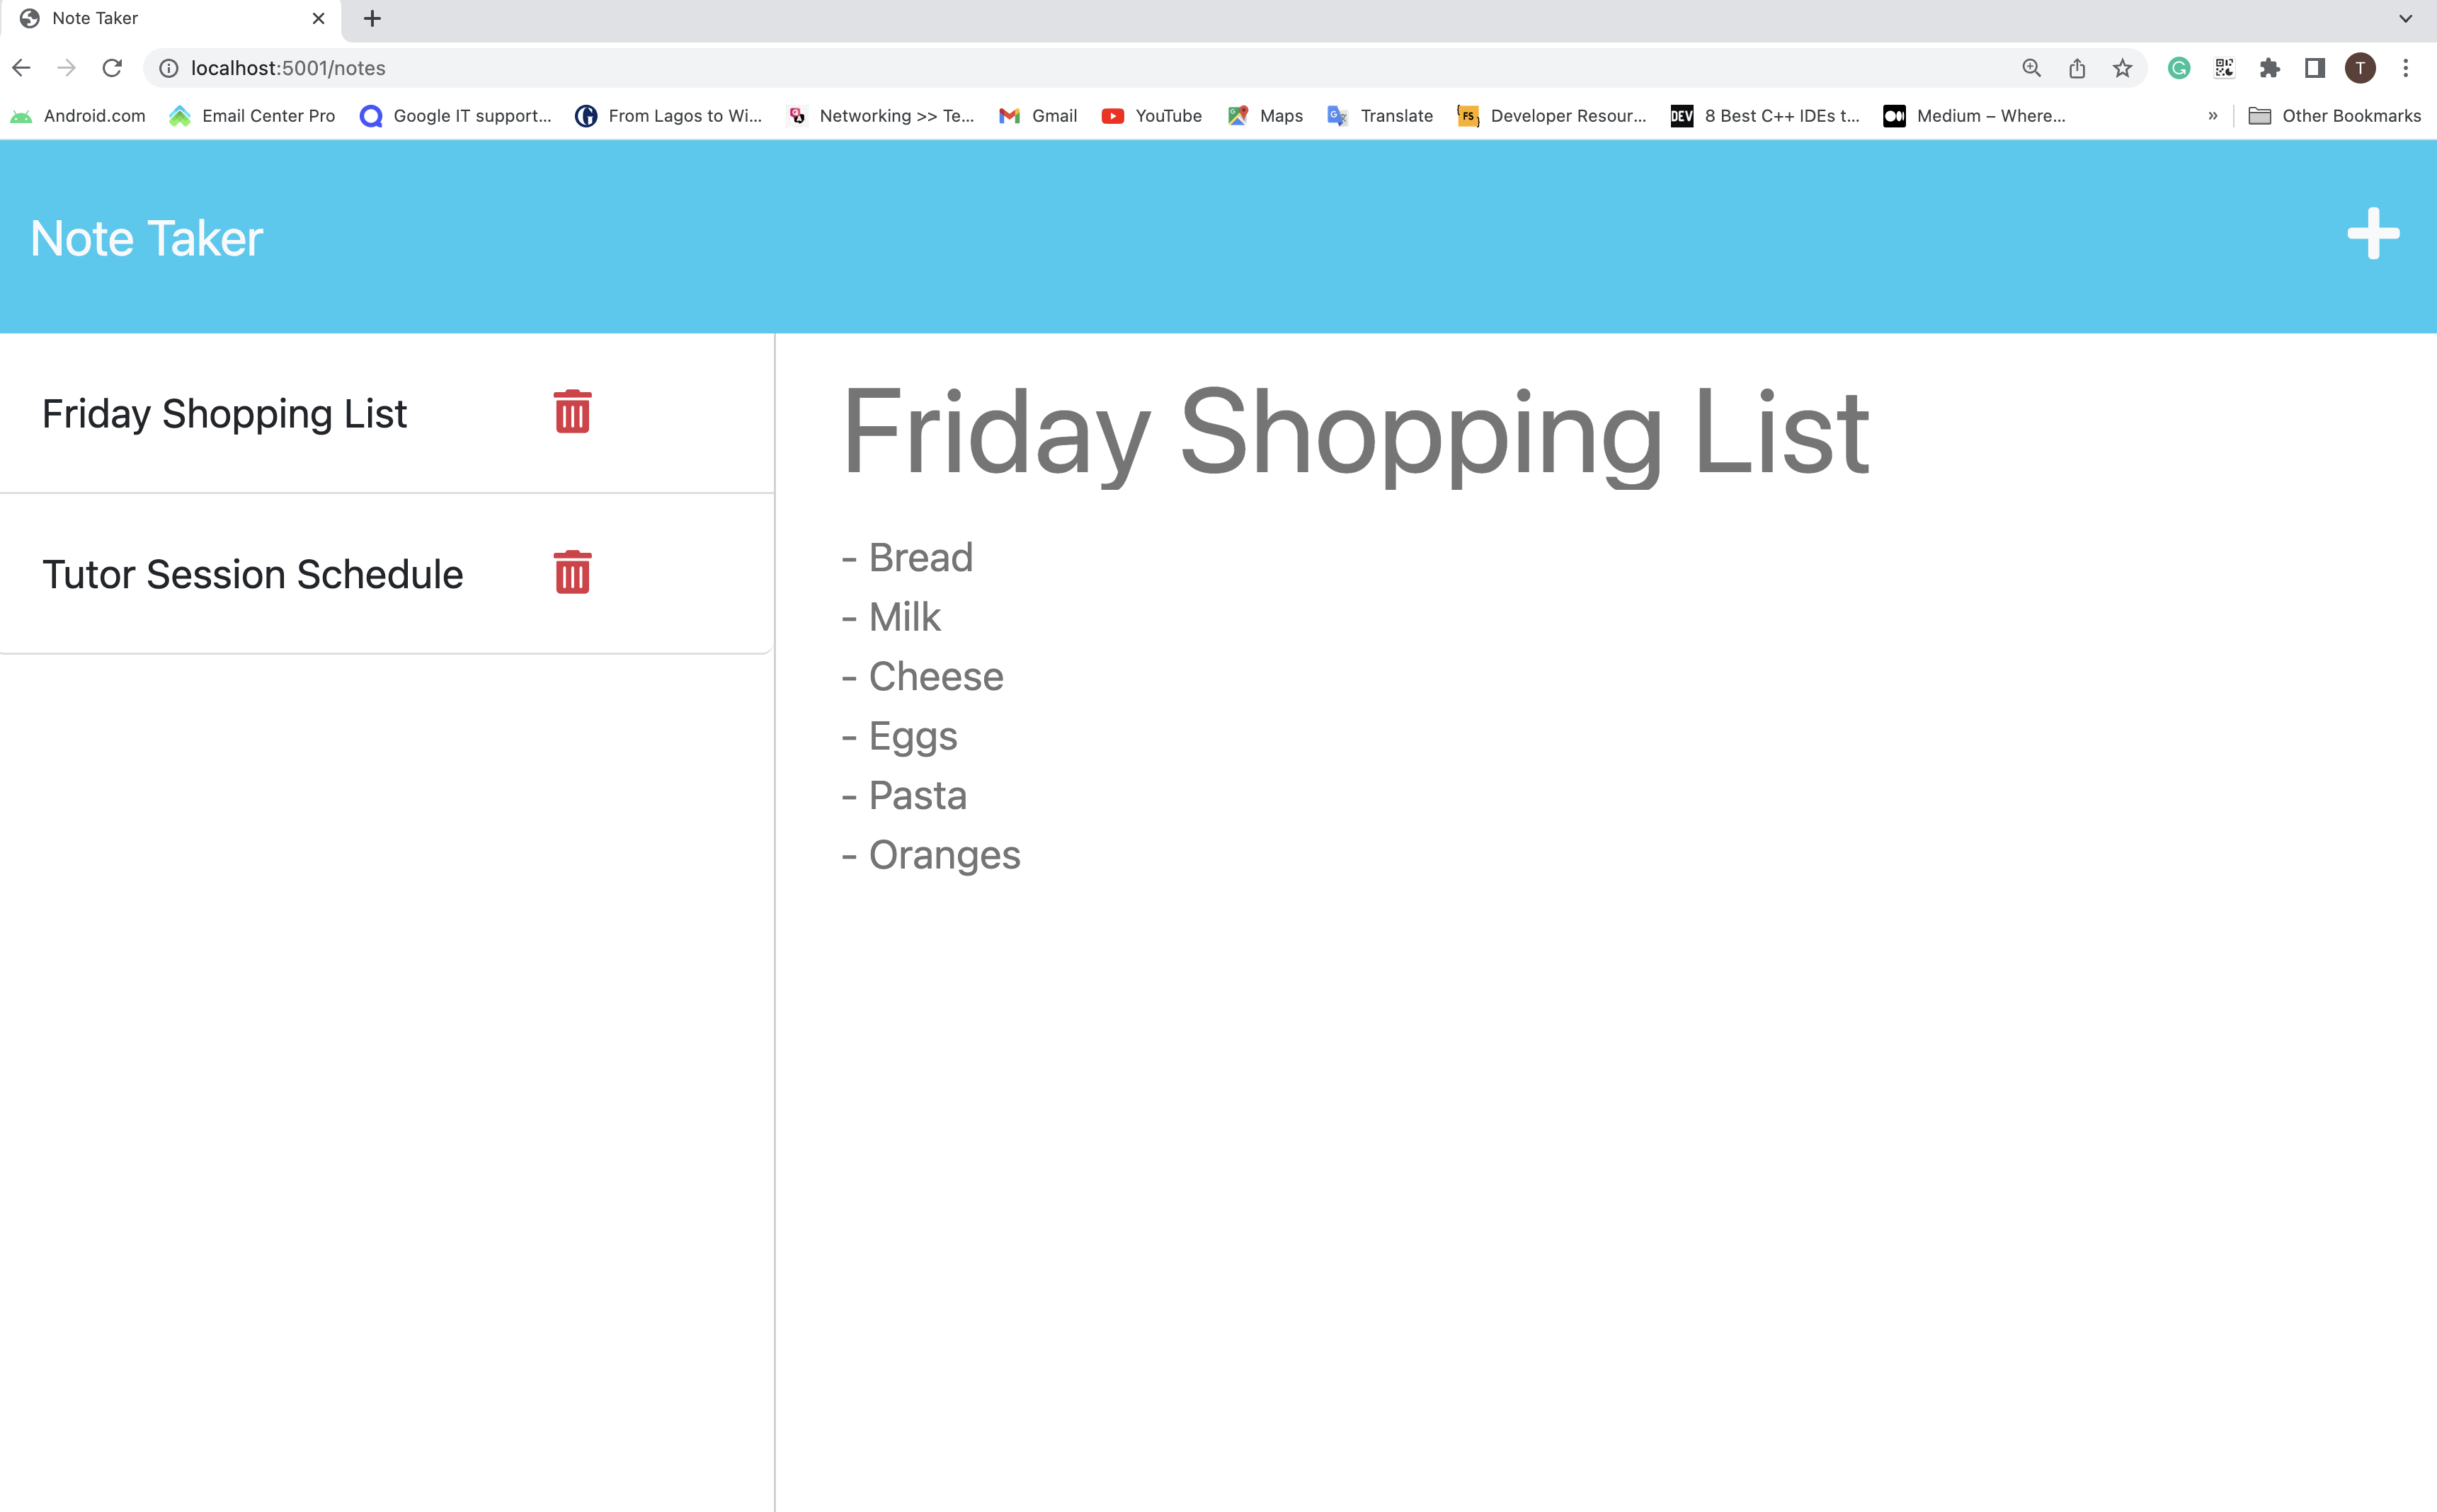 Note Taker
localhost:5001/notes
T
Android.com
Email Center Pro
Google IT support...
From Lagos to Wi...
Networking >> Te...
Gmail
YouTube
Maps
Translate
FS
Developer Resour...
DEV
8 Best C++ IDEs t...
Medium – Where...
»
Other Bookmarks
Note Taker
Friday Shopping List
Tutor Session Schedule
Friday Shopping List
- Bread
- Milk
- Cheese
- Eggs
- Pasta
- Oranges